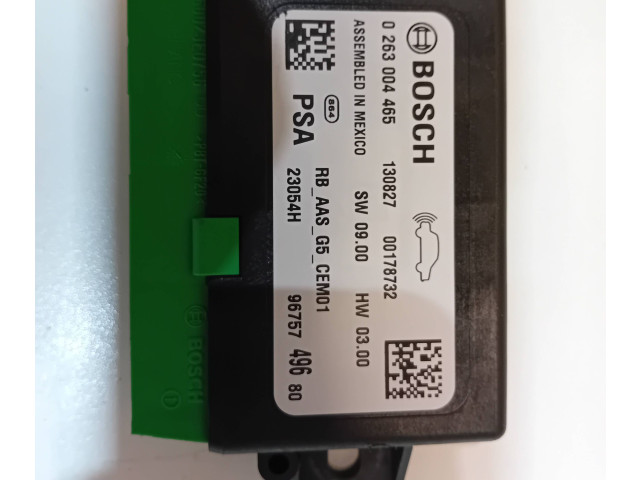 BOSCH
0 263 004 465 130827 00178732
ASSEMBLED IN MEXICO SW 09.00 HW 03.00
864
PSA RB_AAS_G5_CEM01 96757 496 80
23054H
BOSCH